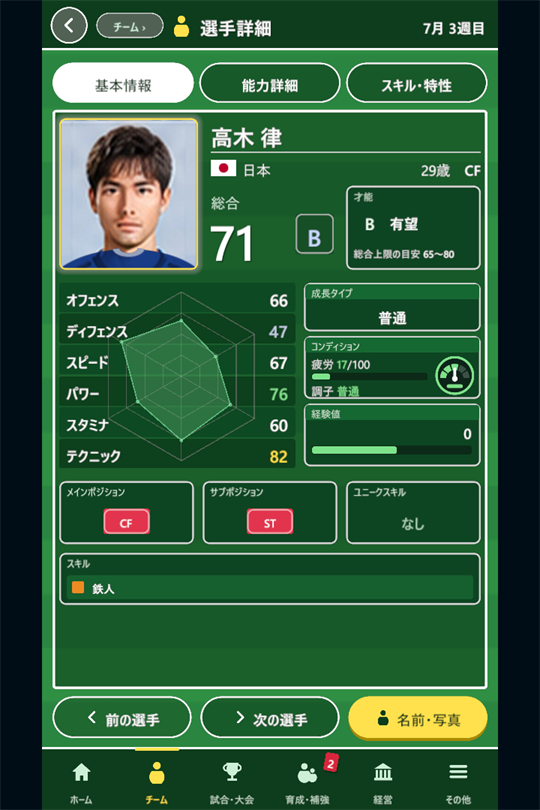 チーム ›
選手詳細
7月 3週目
基本情報
能力詳細
スキル・特性
高木 律
日本
29歳 CF
総合
71
B
才能
B 有望
総合上限の目安 65～80
オフェンス 66
ディフェンス 47
スピード 67
パワー 76
スタミナ 60
テクニック 82
成長タイプ
普通
コンディション
疲労 17/100
調子 普通
経験値
0
メインポジション
CF
サブポジション
ST
ユニークスキル
なし
スキル
鉄人
前の選手
次の選手
名前・写真
2
ホーム
チーム
試合・大会
育成・補強
経営
その他